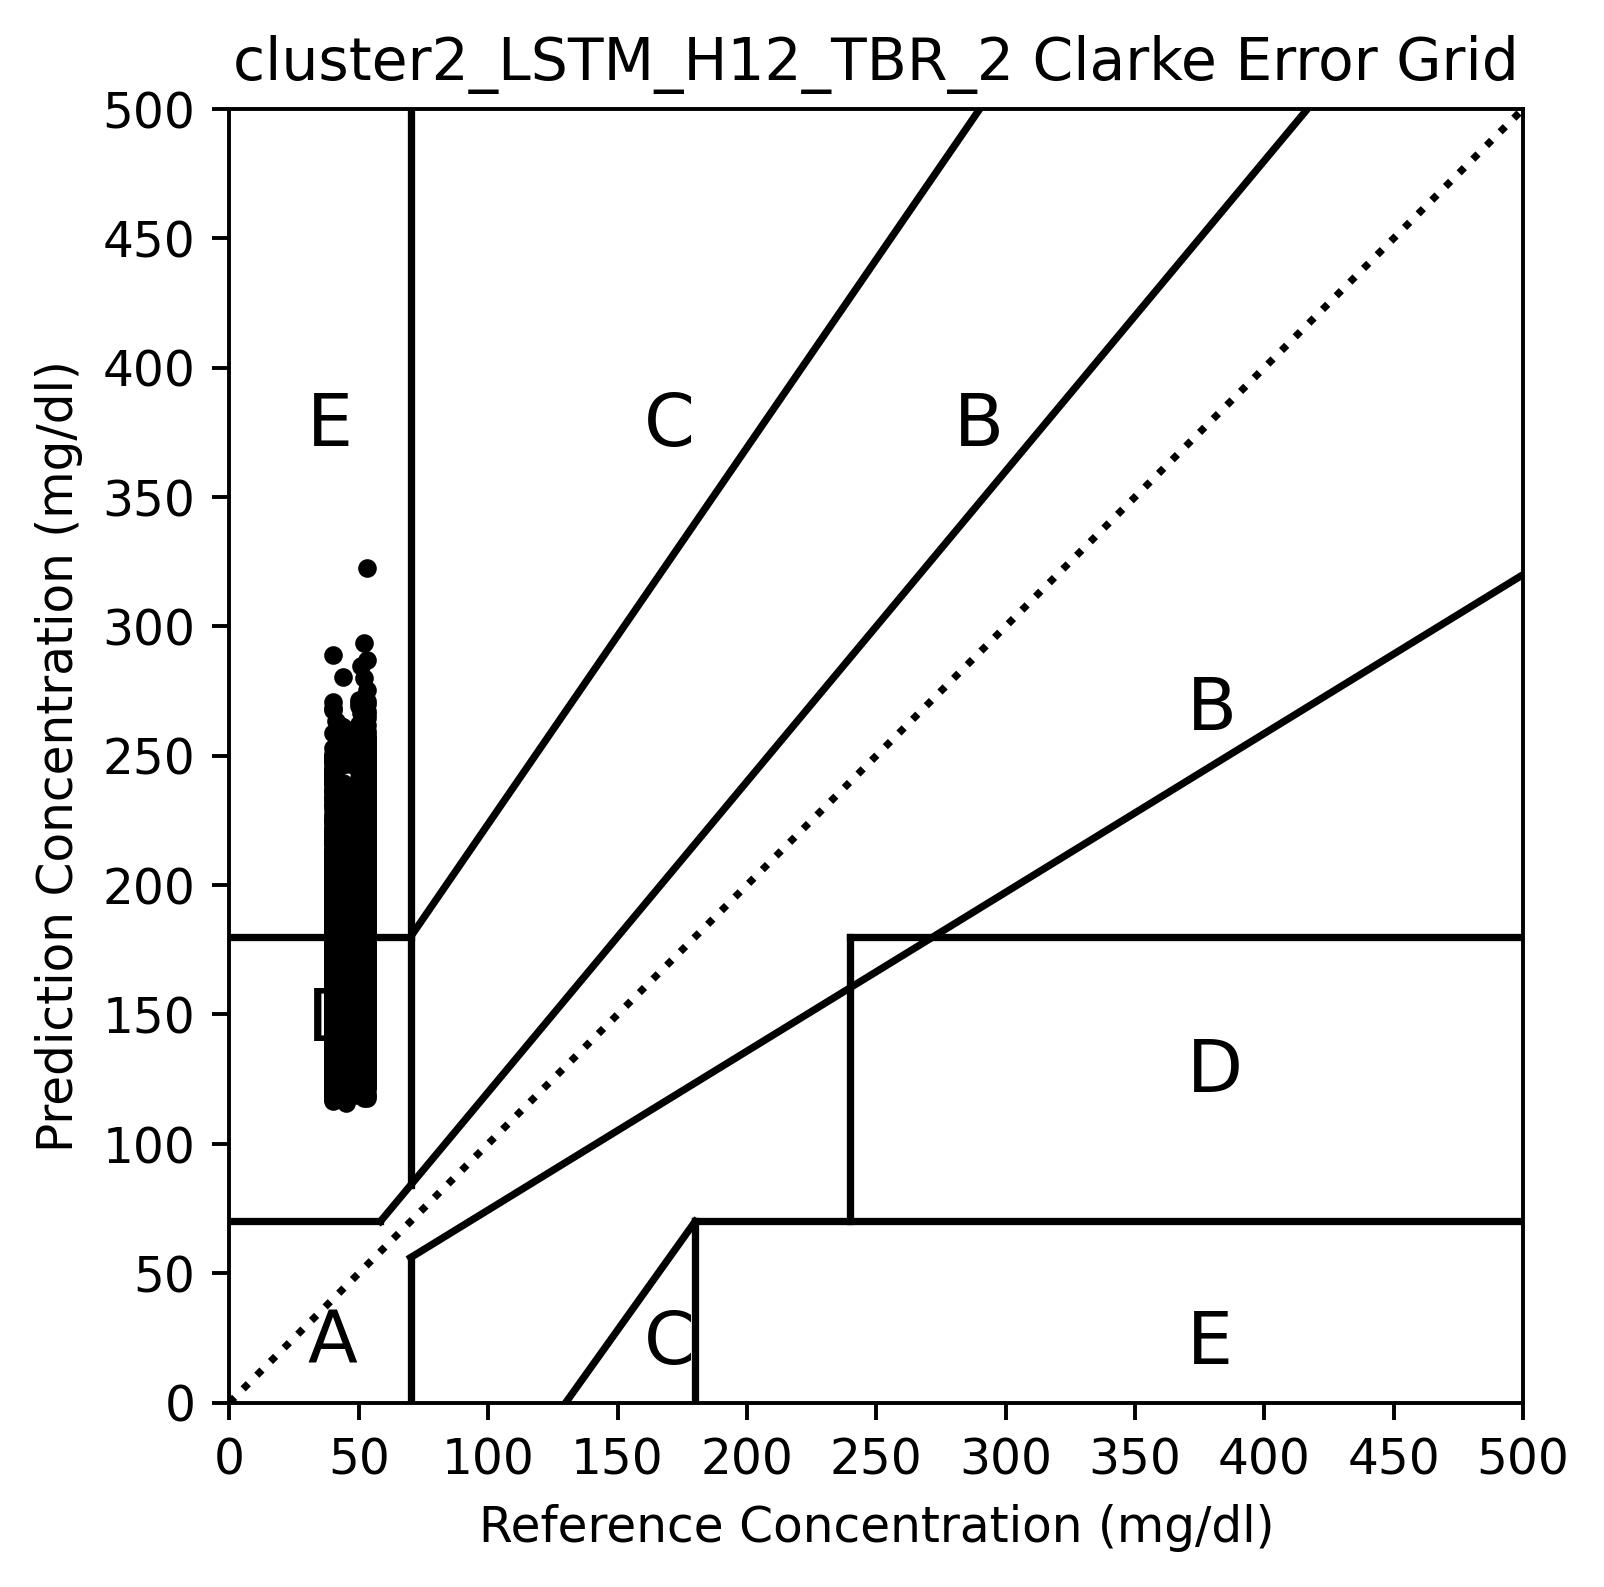 cluster2_LSTM_H12_TBR_2 Clarke Error Grid
500
450
400
350
300
250
200
150
100
50
0
Prediction Concentration (mg/dl)
E
C
B
B
D
A
C
E
0 50 100 150 200 250 300 350 400 450 500
Reference Concentration (mg/dl)